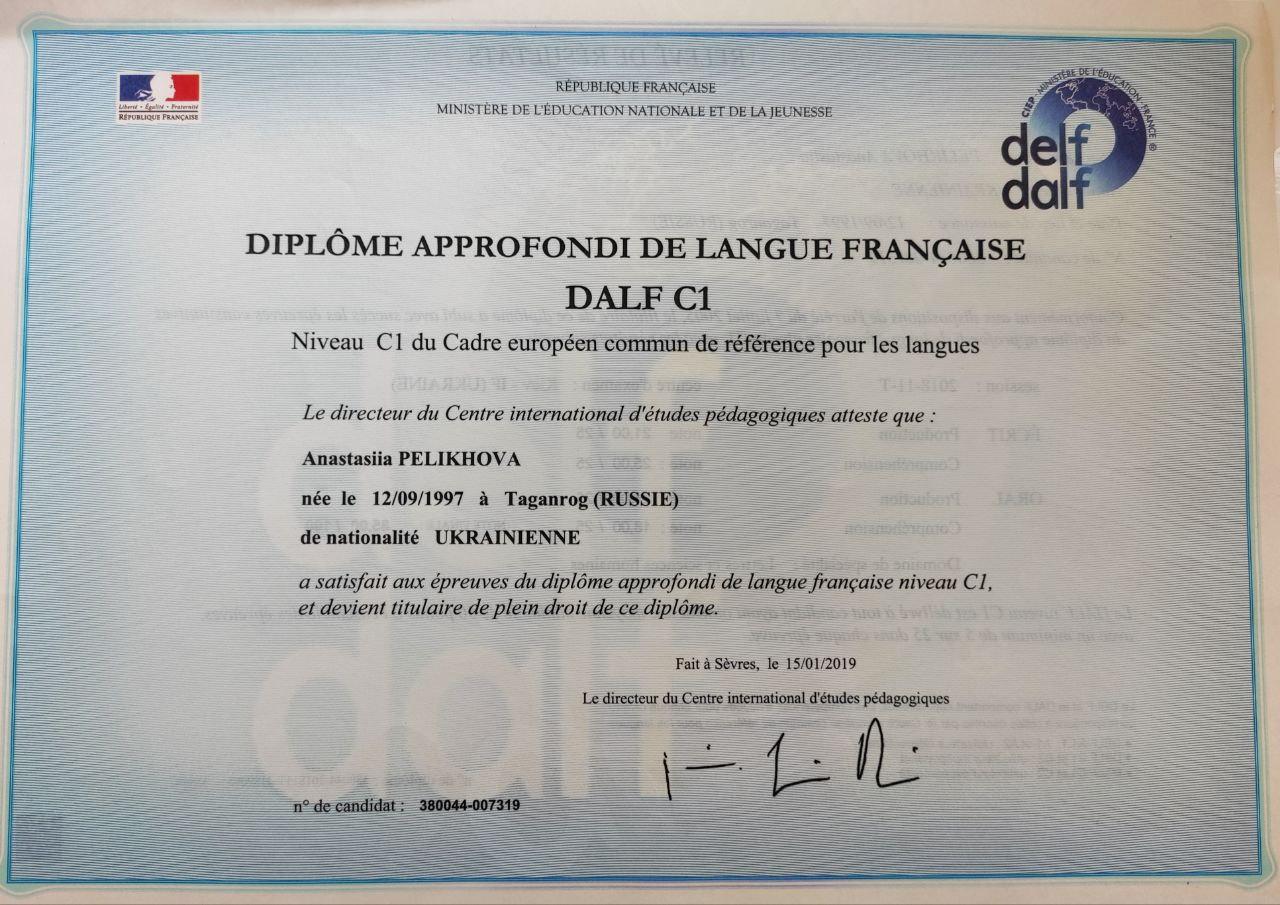 Liberté • Égalité • Fraternité
RÉPUBLIQUE FRANÇAISE
RÉPUBLIQUE FRANÇAISE
MINISTÈRE DE L'ÉDUCATION NATIONALE ET DE LA JEUNESSE
CIEP - MINISTÈRE DE L'ÉDUCATION - FRANCE ®
delf
dalf
DIPLÔME APPROFONDI DE LANGUE FRANÇAISE
DALF C1
Niveau C1 du Cadre européen commun de référence pour les langues
Le directeur du Centre international d'études pédagogiques atteste que :
Anastasiia PELIKHOVA
née le 12/09/1997 à Taganrog (RUSSIE)
de nationalité UKRAINIENNE
a satisfait aux épreuves du diplôme approfondi de langue française niveau C1,
et devient titulaire de plein droit de ce diplôme.
Fait à Sèvres, le 15/01/2019
Le directeur du Centre international d'études pédagogiques
n° de candidat : 380044-007319